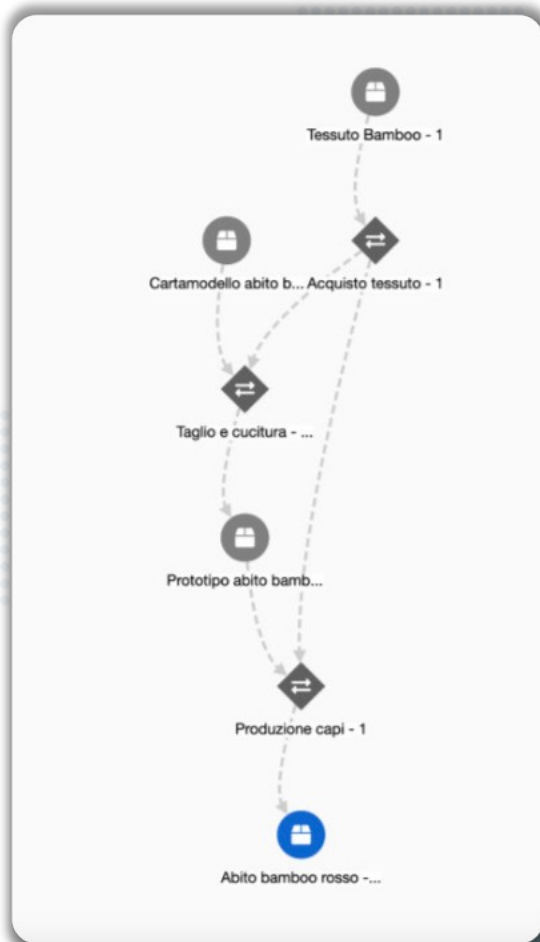 Tessuto Bamboo - 1
Cartamodello abito b...
Acquisto tessuto - 1
Taglio e cucitura - ...
Prototipo abito bamb...
Produzione capi - 1
Abito bamboo rosso -...